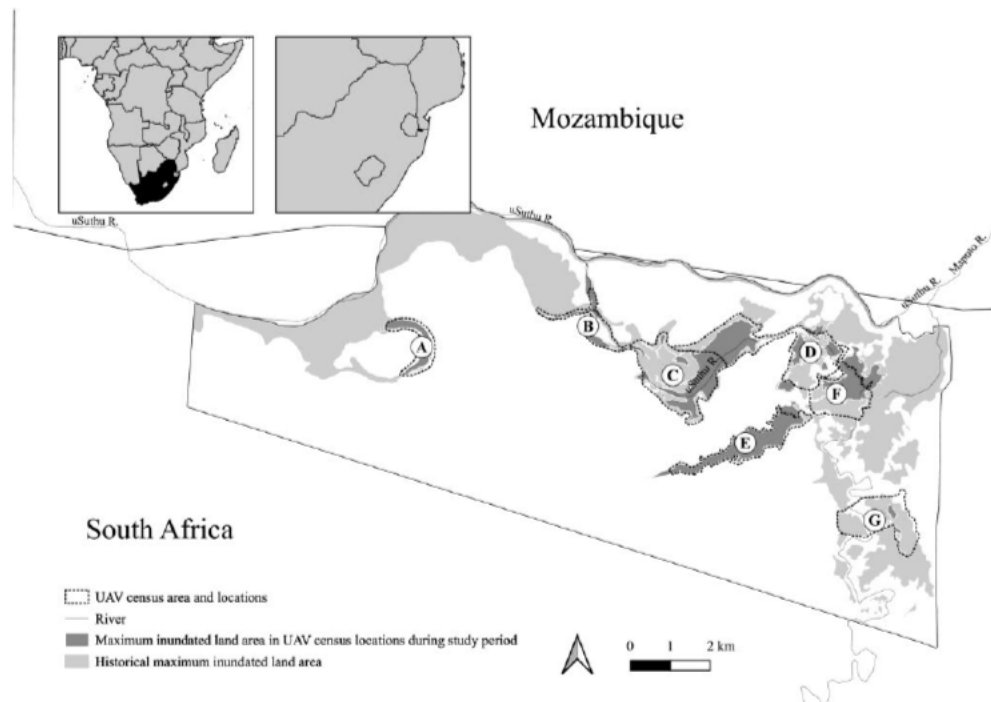 Mozambique
uSuthu R.
uSuthu R.
Maputo R.
uSuthu R.
B
A
D
C
uSuthu R.
F
E
G
South Africa
UAV census area and locations
River
Maximum inundated land area in UAV census locations during study period
Historical maximum inundated land area
0 1 2 km